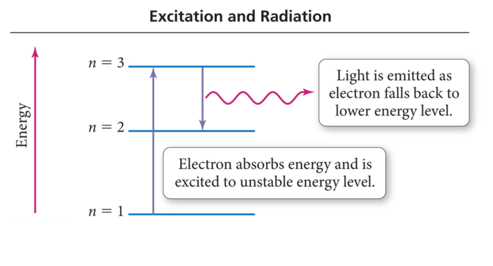 Excitation and Radiation
n = 3
Light is emitted as
electron falls back to
lower energy level.
Energy
n = 2
Electron absorbs energy and is
excited to unstable energy level.
n = 1